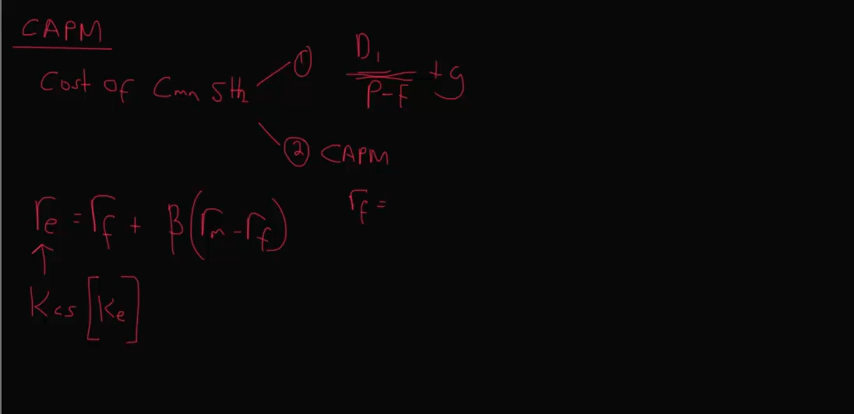 CAPM
Cost of Cmn Stk
① D₁ / P-F + g
② CAPM
re = rf + β(rm - rf)
rf =
Kcs [Ke]